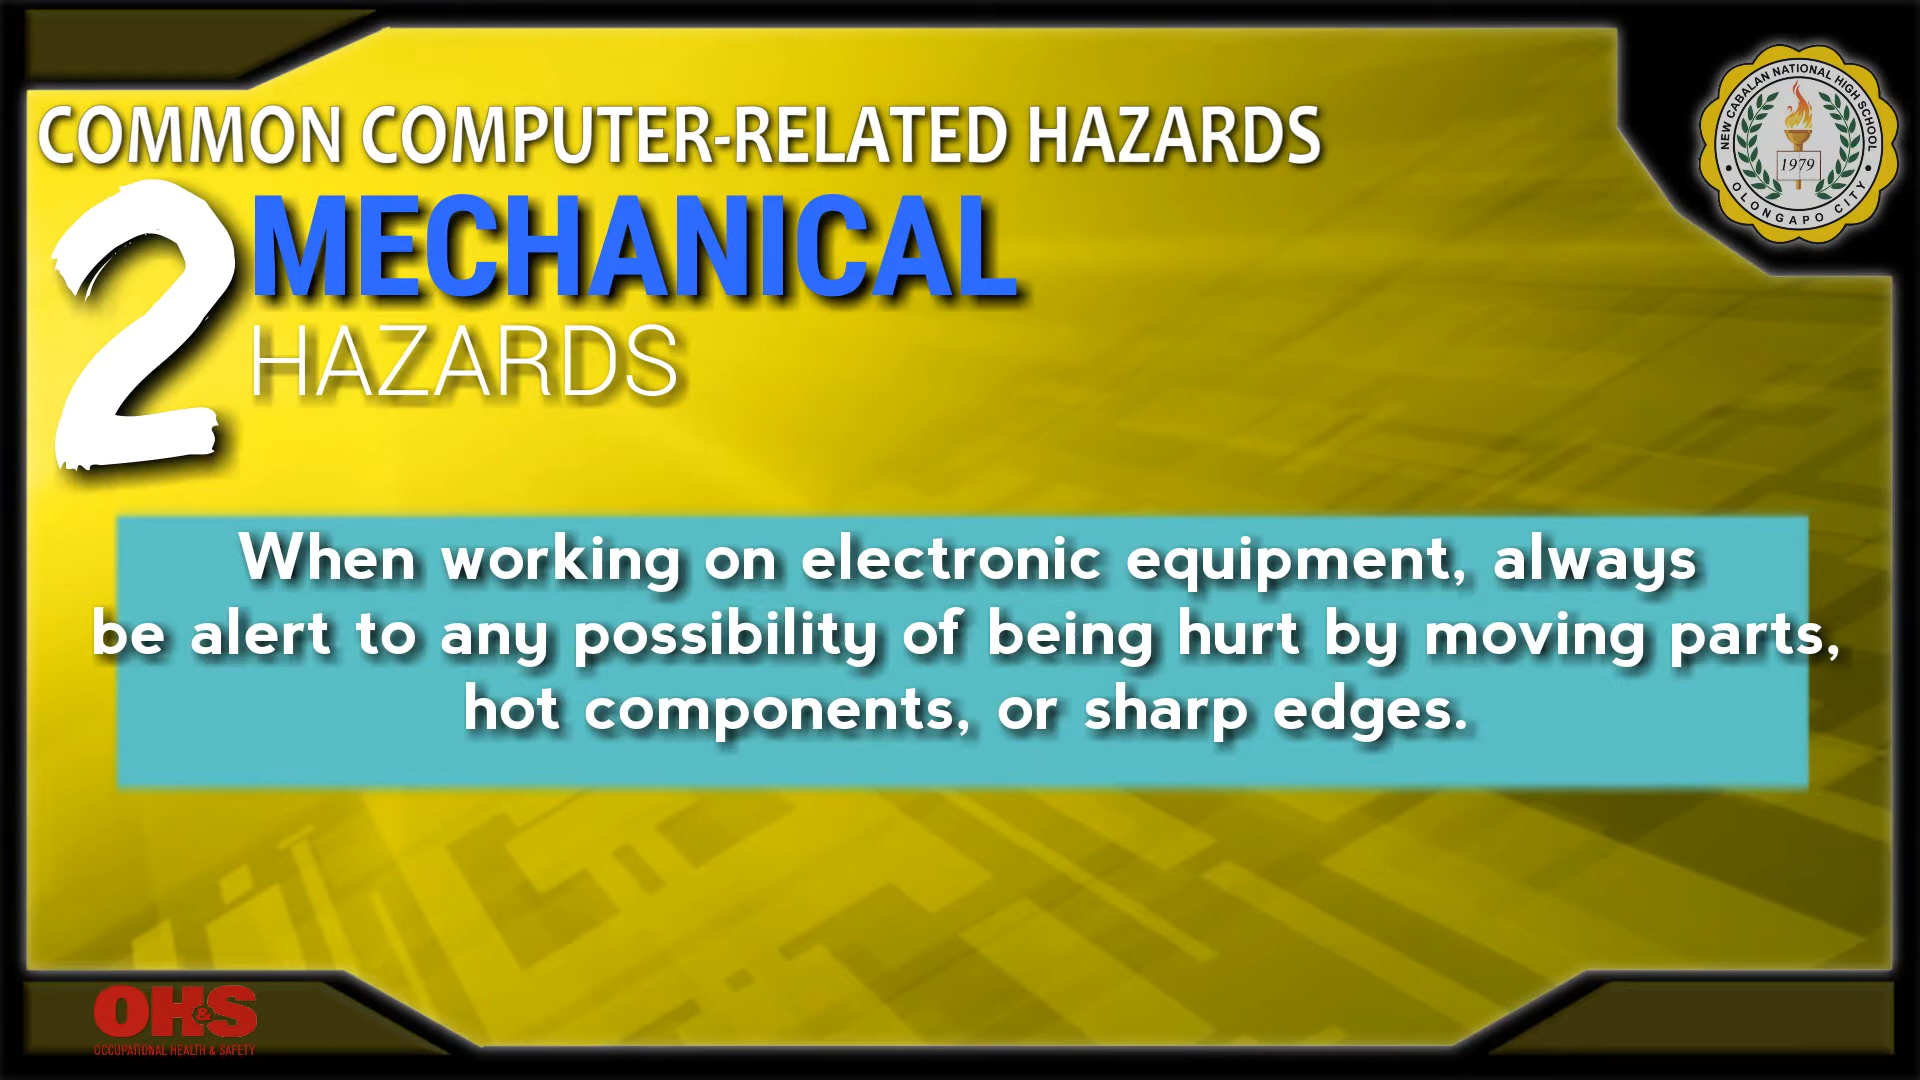 COMMON COMPUTER-RELATED HAZARDS
2
MECHANICAL
HAZARDS
When working on electronic equipment, always
be alert to any possibility of being hurt by moving parts,
hot components, or sharp edges.
NEW CABALAN NATIONAL HIGH SCHOOL
1979
• OLONGAPO CITY •
OH&S
OCCUPATIONAL HEALTH & SAFETY